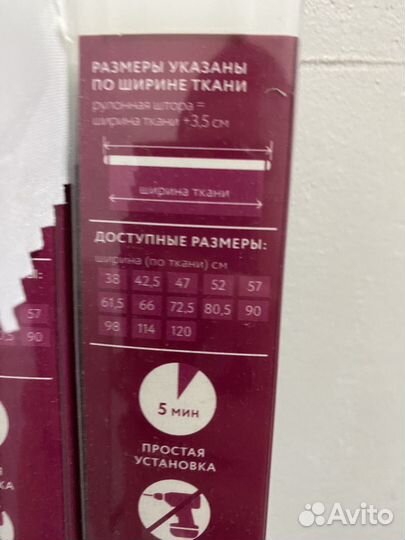 РАЗМЕРЫ УКАЗАНЫ
ПО ШИРИНЕ ТКАНИ
рулонная штора =
ширина ткани +3,5 см
ширина ткани
ДОСТУПНЫЕ РАЗМЕРЫ:
ширина (по ткани) см
38 42,5 47 52 57
61,5 66 72,5 80,5 90
98 114 120
5 мин
ПРОСТАЯ
УСТАНОВКА
Ы:
57
90
КА
Avito